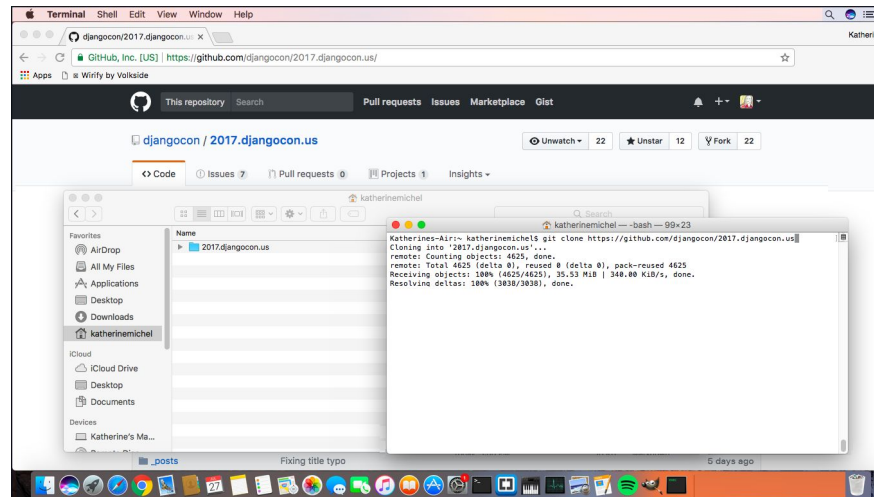 Terminal Shell Edit View Window Help
djangocon/2017.djangocon.us
Katheri
GitHub, Inc. [US] https://github.com/djangocon/2017.djangocon.us/
Apps Wirify by Volkside
This repository Search Pull requests Issues Marketplace Gist
djangocon / 2017.djangocon.us Unwatch 22 Unstar 12 Fork 22
Code Issues 7 Pull requests 0 Projects 1 Insights
katherinemichel
Search
Favorites
AirDrop
All My Files
Applications
Desktop
Downloads
katherinemichel
iCloud
iCloud Drive
Desktop
Documents
Devices
Katherine's Ma...
Name
2017.djangocon.us
katherinemichel — -bash — 99×23
Katherines-Air:~ katherinemichel$ git clone https://github.com/djangocon/2017.djangocon.us
Cloning into '2017.djangocon.us'...
remote: Counting objects: 4625, done.
remote: Total 4625 (delta 0), reused 0 (delta 0), pack-reused 4625
Receiving objects: 100% (4625/4625), 35.53 MiB | 340.00 KiB/s, done.
Resolving deltas: 100% (3038/3038), done.
_posts Fixing title typo 5 days ago
27